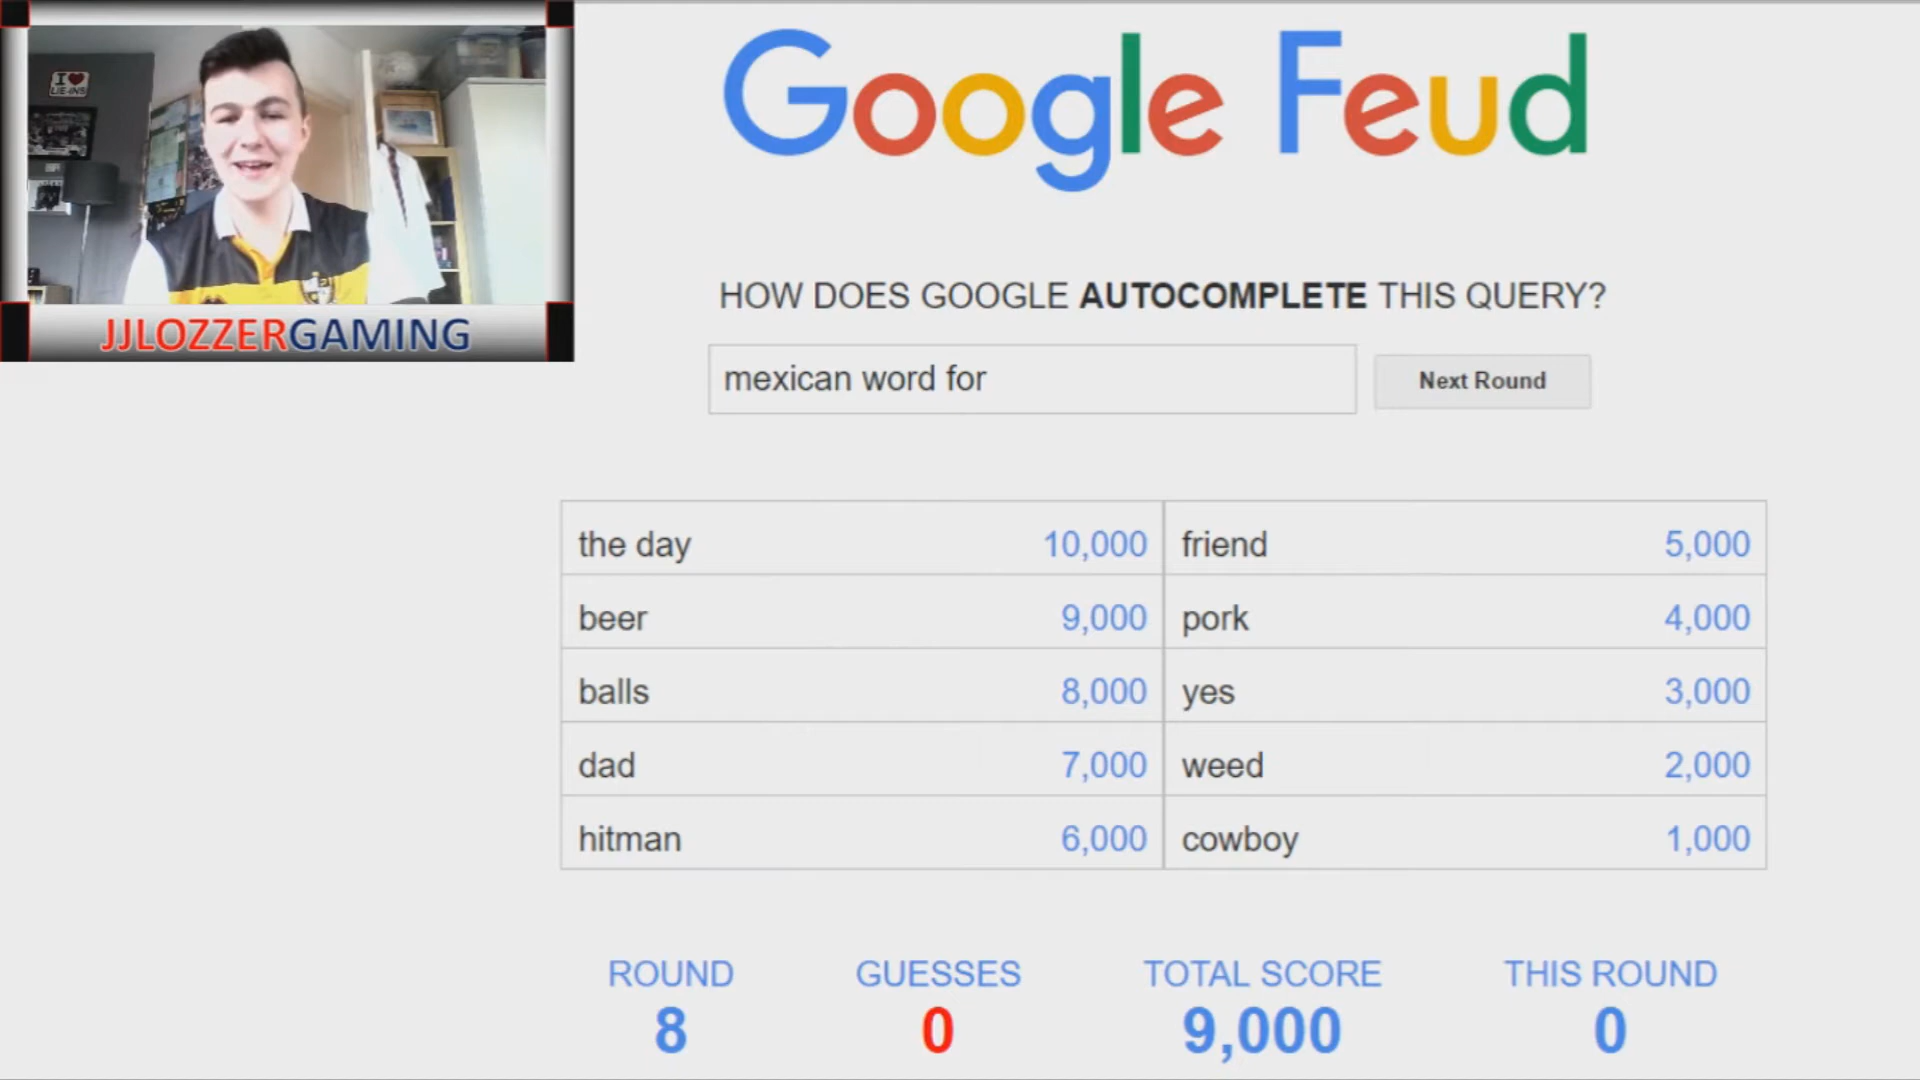 I ♥ LIE-INS
JJLOZZERGAMING
Google Feud
HOW DOES GOOGLE AUTOCOMPLETE THIS QUERY?
mexican word for
Next Round
the day 10,000 friend 5,000
beer 9,000 pork 4,000
balls 8,000 yes 3,000
dad 7,000 weed 2,000
hitman 6,000 cowboy 1,000
ROUND GUESSES TOTAL SCORE THIS ROUND
8 0 9,000 0